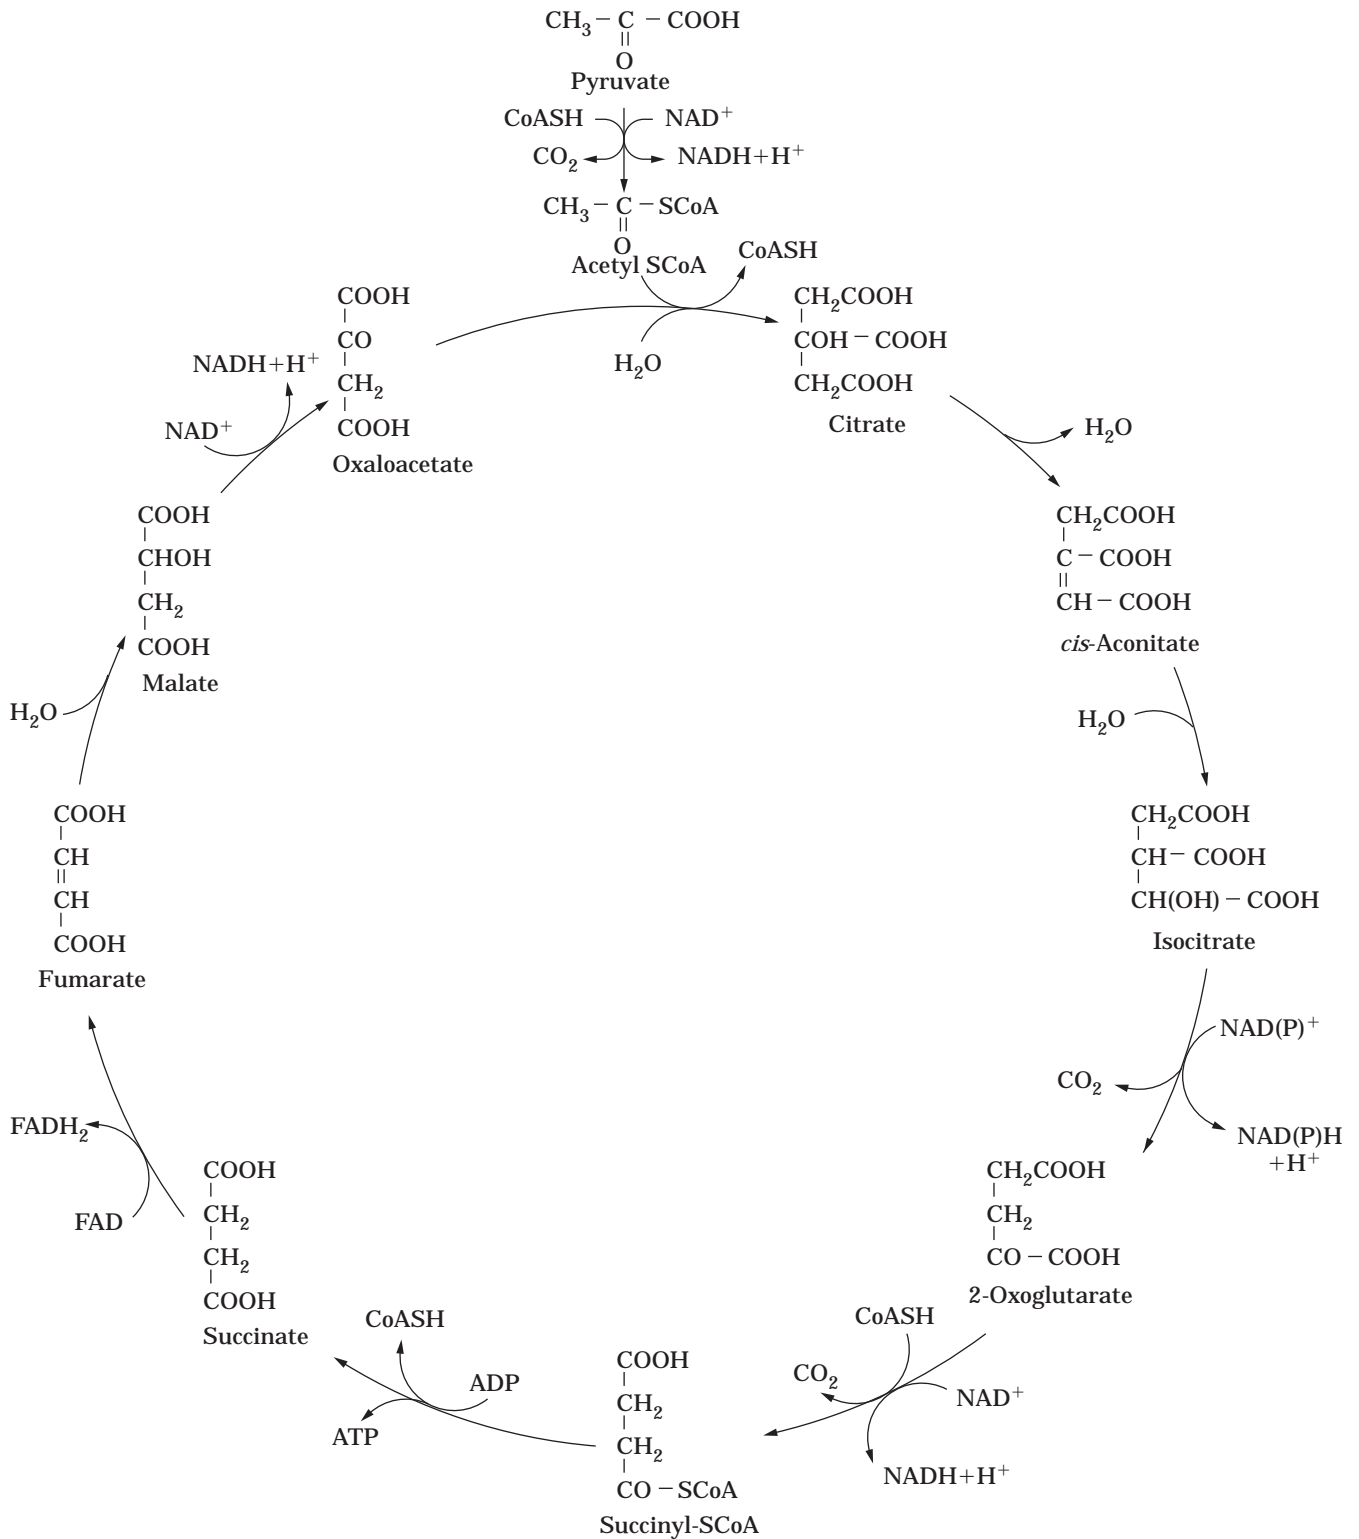 CH₃ – C – COOH
||
O
Pyruvate
CoASH NAD⁺
CO₂ NADH+H⁺
CH₃ – C – SCoA
||
O
Acetyl SCoA
CoASH
H₂O
CH₂COOH
COH – COOH
CH₂COOH
Citrate
H₂O
CH₂COOH
C – COOH
||
CH – COOH
cis-Aconitate
H₂O
CH₂COOH
CH – COOH
CH(OH) – COOH
Isocitrate
NAD(P)⁺
CO₂
NAD(P)H
+H⁺
CH₂COOH
CH₂
CO – COOH
2-Oxoglutarate
CoASH
CO₂
NAD⁺
NADH+H⁺
COOH
CH₂
CH₂
CO – SCoA
Succinyl-SCoA
CoASH
ADP
ATP
COOH
CH₂
CH₂
COOH
Succinate
FADH₂
FAD
COOH
CH
||
CH
COOH
Fumarate
H₂O
COOH
CHOH
CH₂
COOH
Malate
NADH+H⁺
NAD⁺
COOH
CO
CH₂
COOH
Oxaloacetate